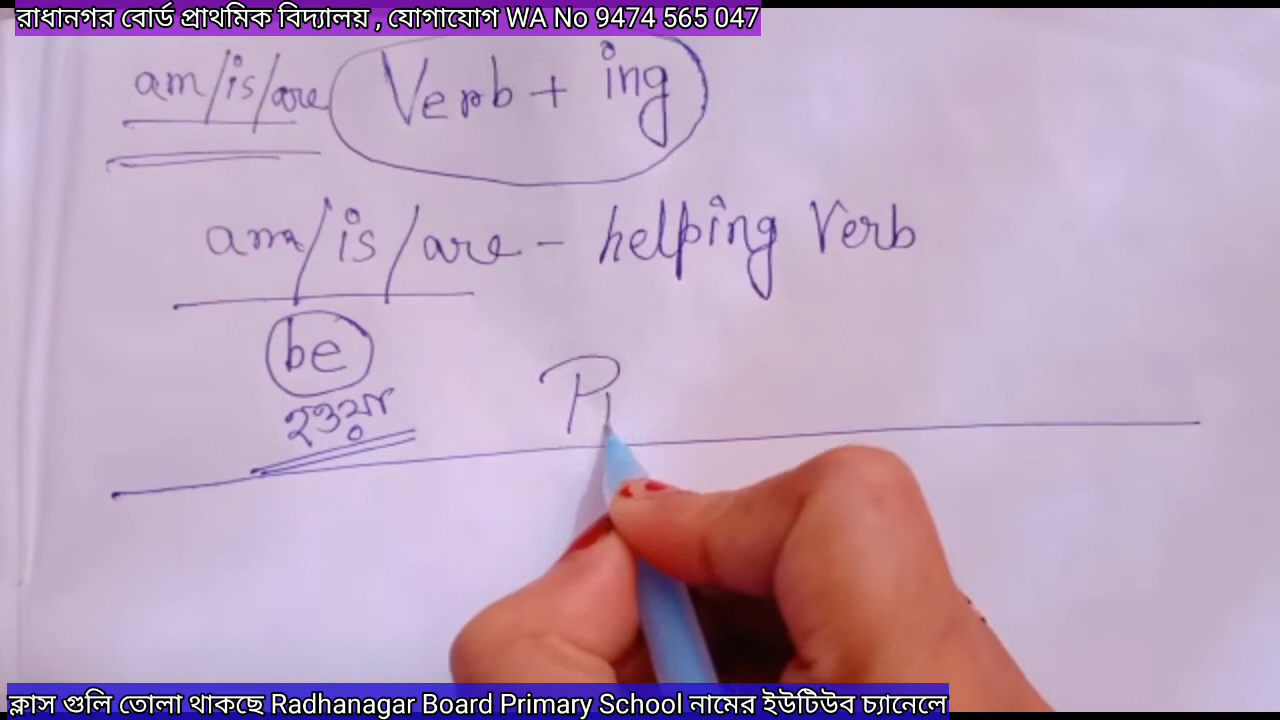 রাধানগর বোর্ড প্রাথমিক বিদ্যালয় , যোগাযোগ WA No 9474 565 047
am/is/are Verb + ing
am/is/are - helping Verb
be
হওয়া
Pr
ক্লাস গুলি তোলা থাকছে Radhanagar Board Primary School নামের ইউটিউব চ্যানেলে